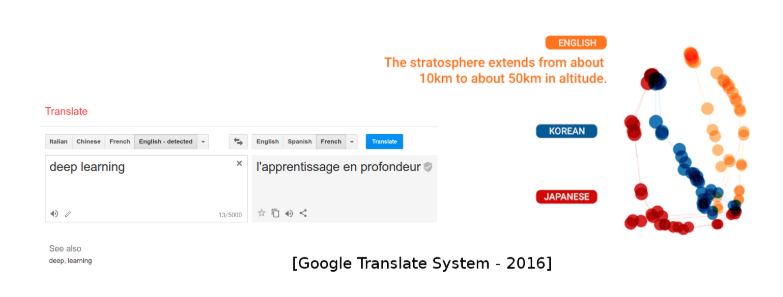 ENGLISH
The stratosphere extends from about
10km to about 50km in altitude.
Translate
Italian Chinese French English - detected
English Spanish French Translate
KOREAN
deep learning
l'apprentissage en profondeur
JAPANESE
13/5000
See also
deep, learning
[Google Translate System - 2016]